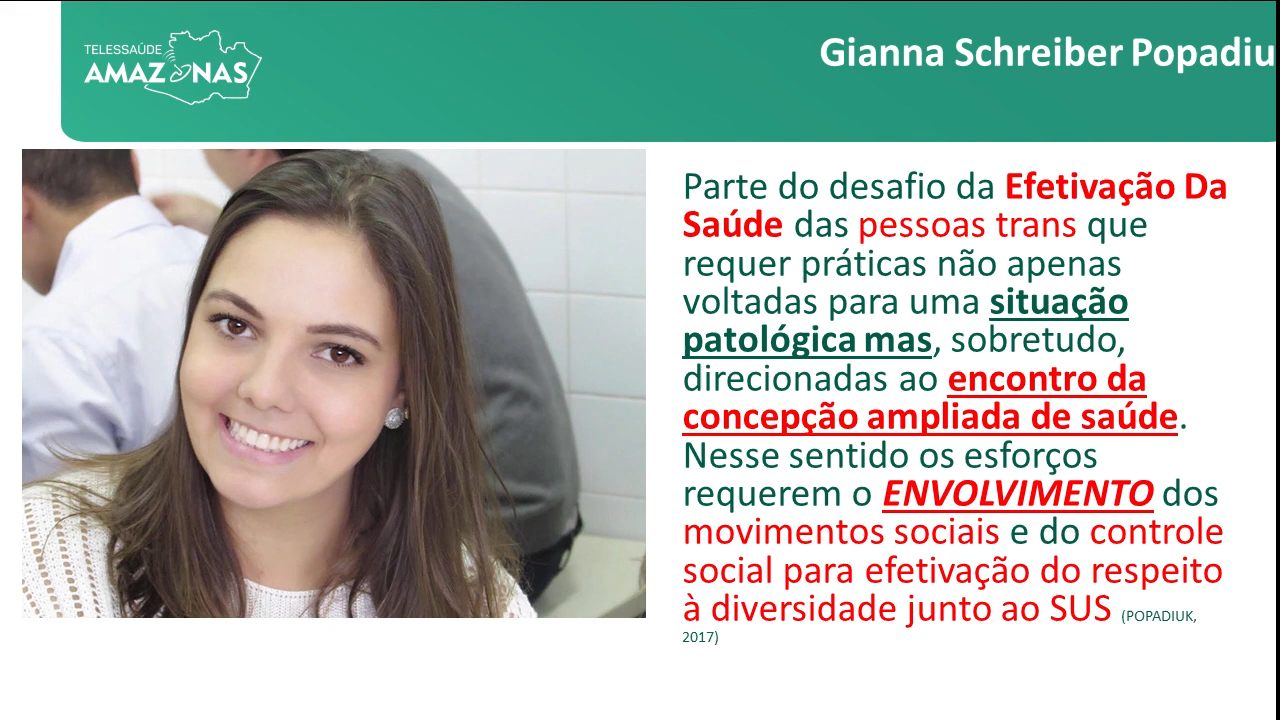 TELESSAÚDE
AMAZONAS
Gianna Schreiber Popadiu
Parte do desafio da Efetivação Da
Saúde das pessoas trans que
requer práticas não apenas
voltadas para uma situação
patológica mas, sobretudo,
direcionadas ao encontro da
concepção ampliada de saúde.
Nesse sentido os esforços
requerem o ENVOLVIMENTO dos
movimentos sociais e do controle
social para efetivação do respeito
à diversidade junto ao SUS (POPADIUK,
2017)